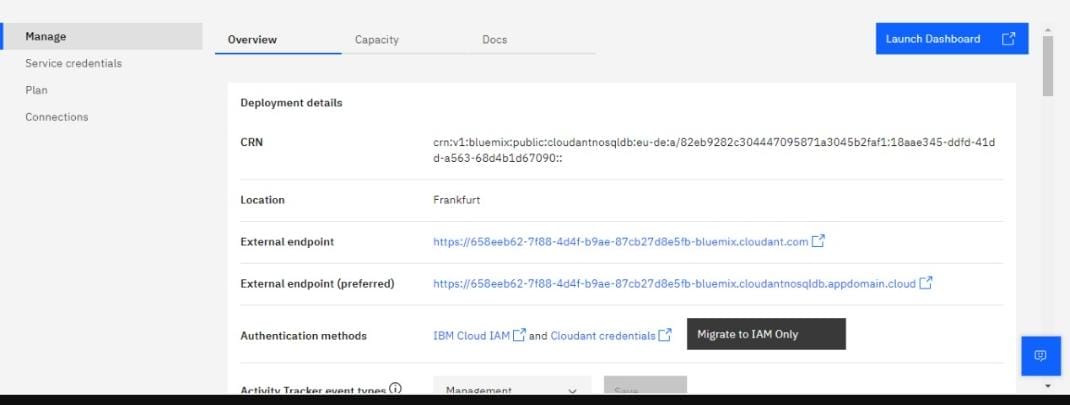 Manage
Service credentials
Plan
Connections
Overview
Capacity
Docs
Launch Dashboard
Deployment details
CRN
crn:v1:bluemix:public:cloudantnosqldb:eu-de:a/82eb9282c304447095871a3045b2faf1:18aae345-ddfd-41d
d-a563-68d4b1d67090::
Location
Frankfurt
External endpoint
https://658eeb62-7f88-4d4f-b9ae-87cb27d8e5fb-bluemix.cloudant.com
External endpoint (preferred)
https://658eeb62-7f88-4d4f-b9ae-87cb27d8e5fb-bluemix.cloudantnosqldb.appdomain.cloud
Authentication methods
IBM Cloud IAM and Cloudant credentials
Migrate to IAM Only
Activity Tracker event types
Management
Save